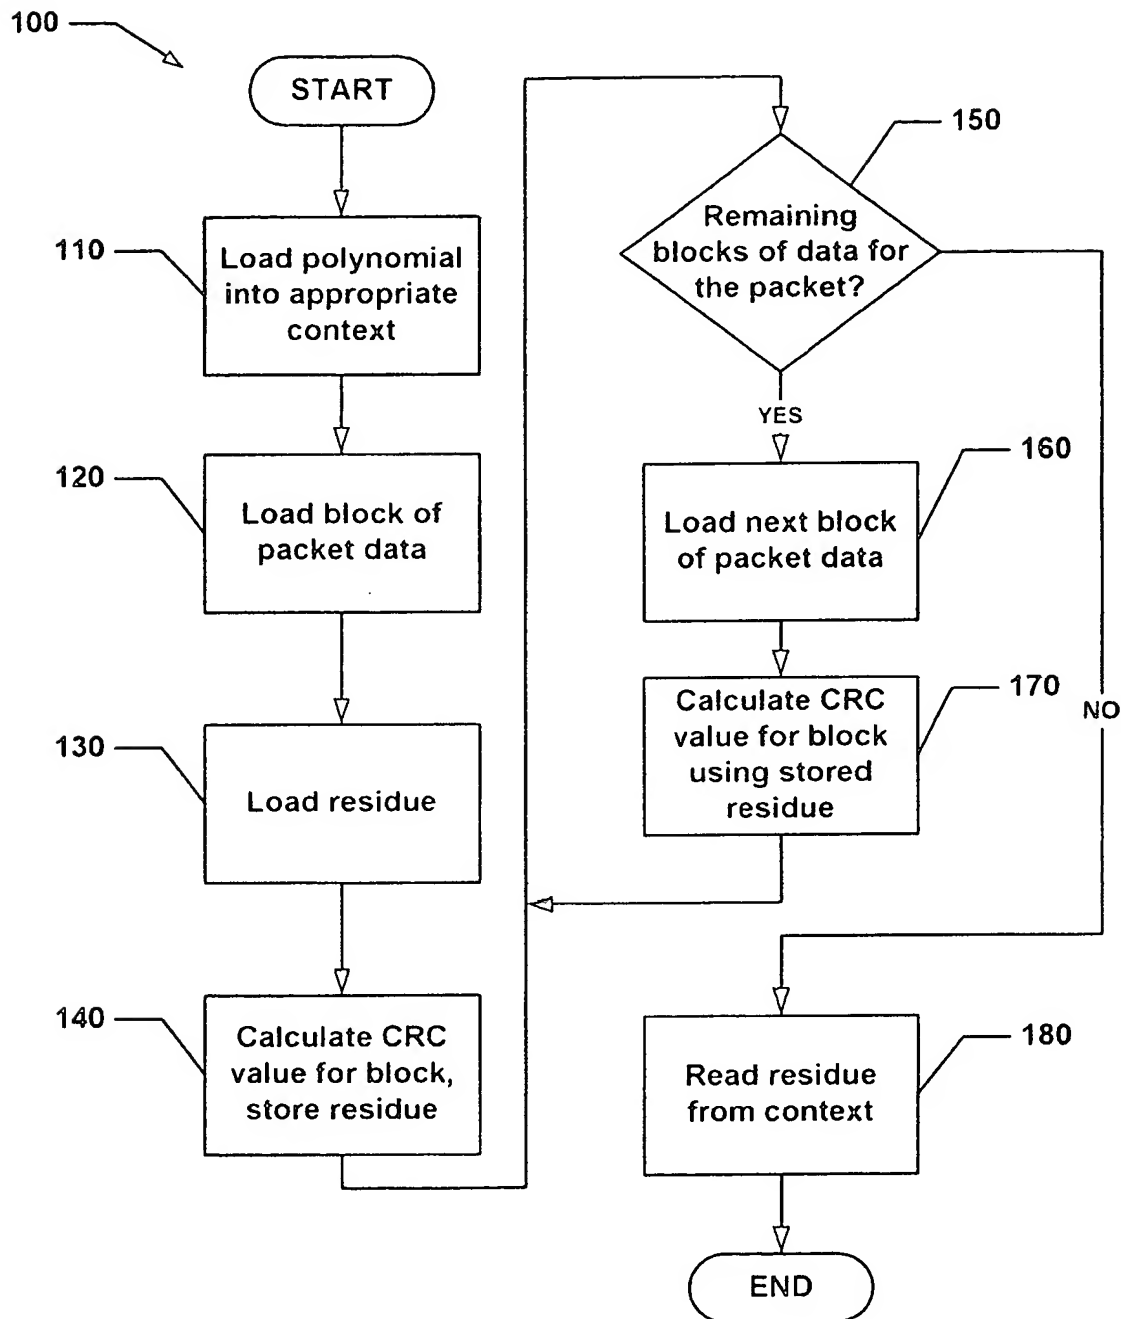 100
START
110
Load polynomial
into appropriate
context
120
Load block of
packet data
130
Load residue
140
Calculate CRC
value for block,
store residue
150
Remaining
blocks of data for
the packet?
YES
160
Load next block
of packet data
170
Calculate CRC
value for block
using stored
residue
NO
180
Read residue
from context
END